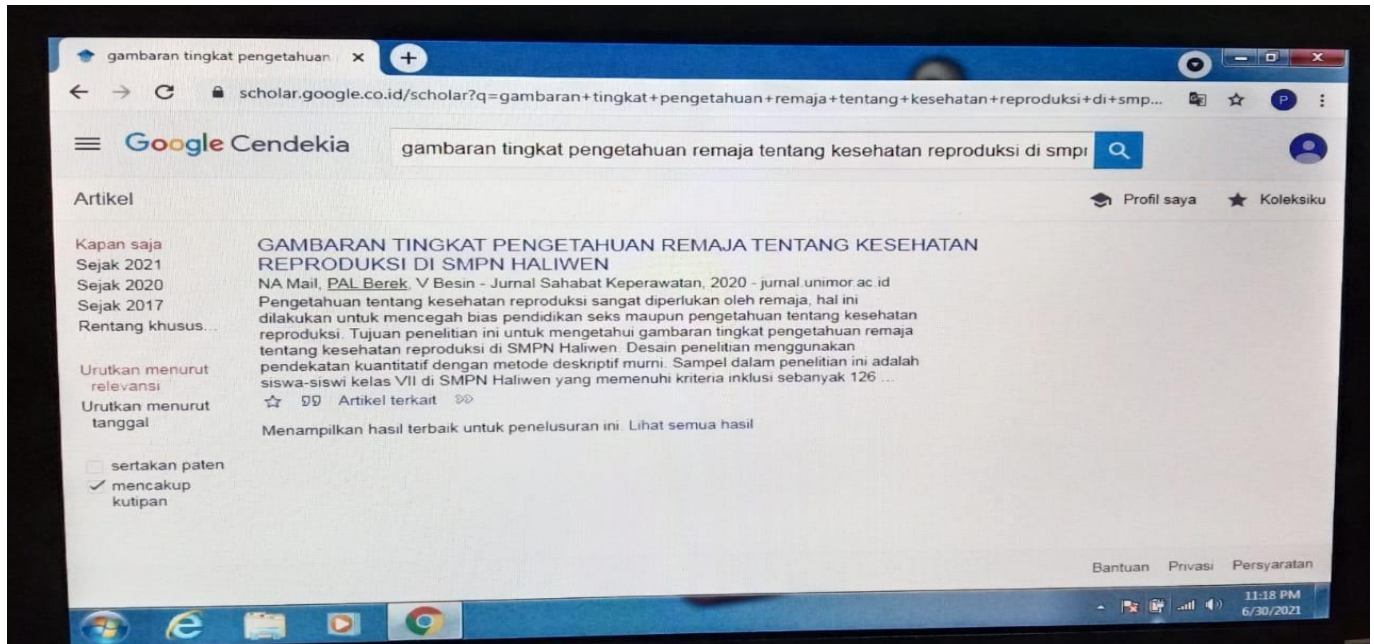 gambaran tingkat pengetahuan
scholar.google.co.id/scholar?q=gambaran+tingkat+pengetahuan+remaja+tentang+kesehatan+reproduksi+di+smp...
P
Google Cendekia
gambaran tingkat pengetahuan remaja tentang kesehatan reproduksi di smpr
Artikel
Profil saya
Koleksiku
Kapan saja
Sejak 2021
Sejak 2020
Sejak 2017
Rentang khusus...
Urutkan menurut
relevansi
Urutkan menurut
tanggal
sertakan paten
mencakup
kutipan
GAMBARAN TINGKAT PENGETAHUAN REMAJA TENTANG KESEHATAN
REPRODUKSI DI SMPN HALIWEN
NA Mail, PAL Berek, V Besin - Jurnal Sahabat Keperawatan, 2020 - jurnal.unimor.ac.id
Pengetahuan tentang kesehatan reproduksi sangat diperlukan oleh remaja, hal ini
dilakukan untuk mencegah bias pendidikan seks maupun pengetahuan tentang kesehatan
reproduksi. Tujuan penelitian ini untuk mengetahui gambaran tingkat pengetahuan remaja
tentang kesehatan reproduksi di SMPN Haliwen. Desain penelitian menggunakan
pendekatan kuantitatif dengan metode deskriptif murni. Sampel dalam penelitian ini adalah
siswa-siswi kelas VII di SMPN Haliwen yang memenuhi kriteria inklusi sebanyak 126 ...
Artikel terkait
Menampilkan hasil terbaik untuk penelusuran ini. Lihat semua hasil
Bantuan Privasi Persyaratan
11:18 PM
6/30/2021